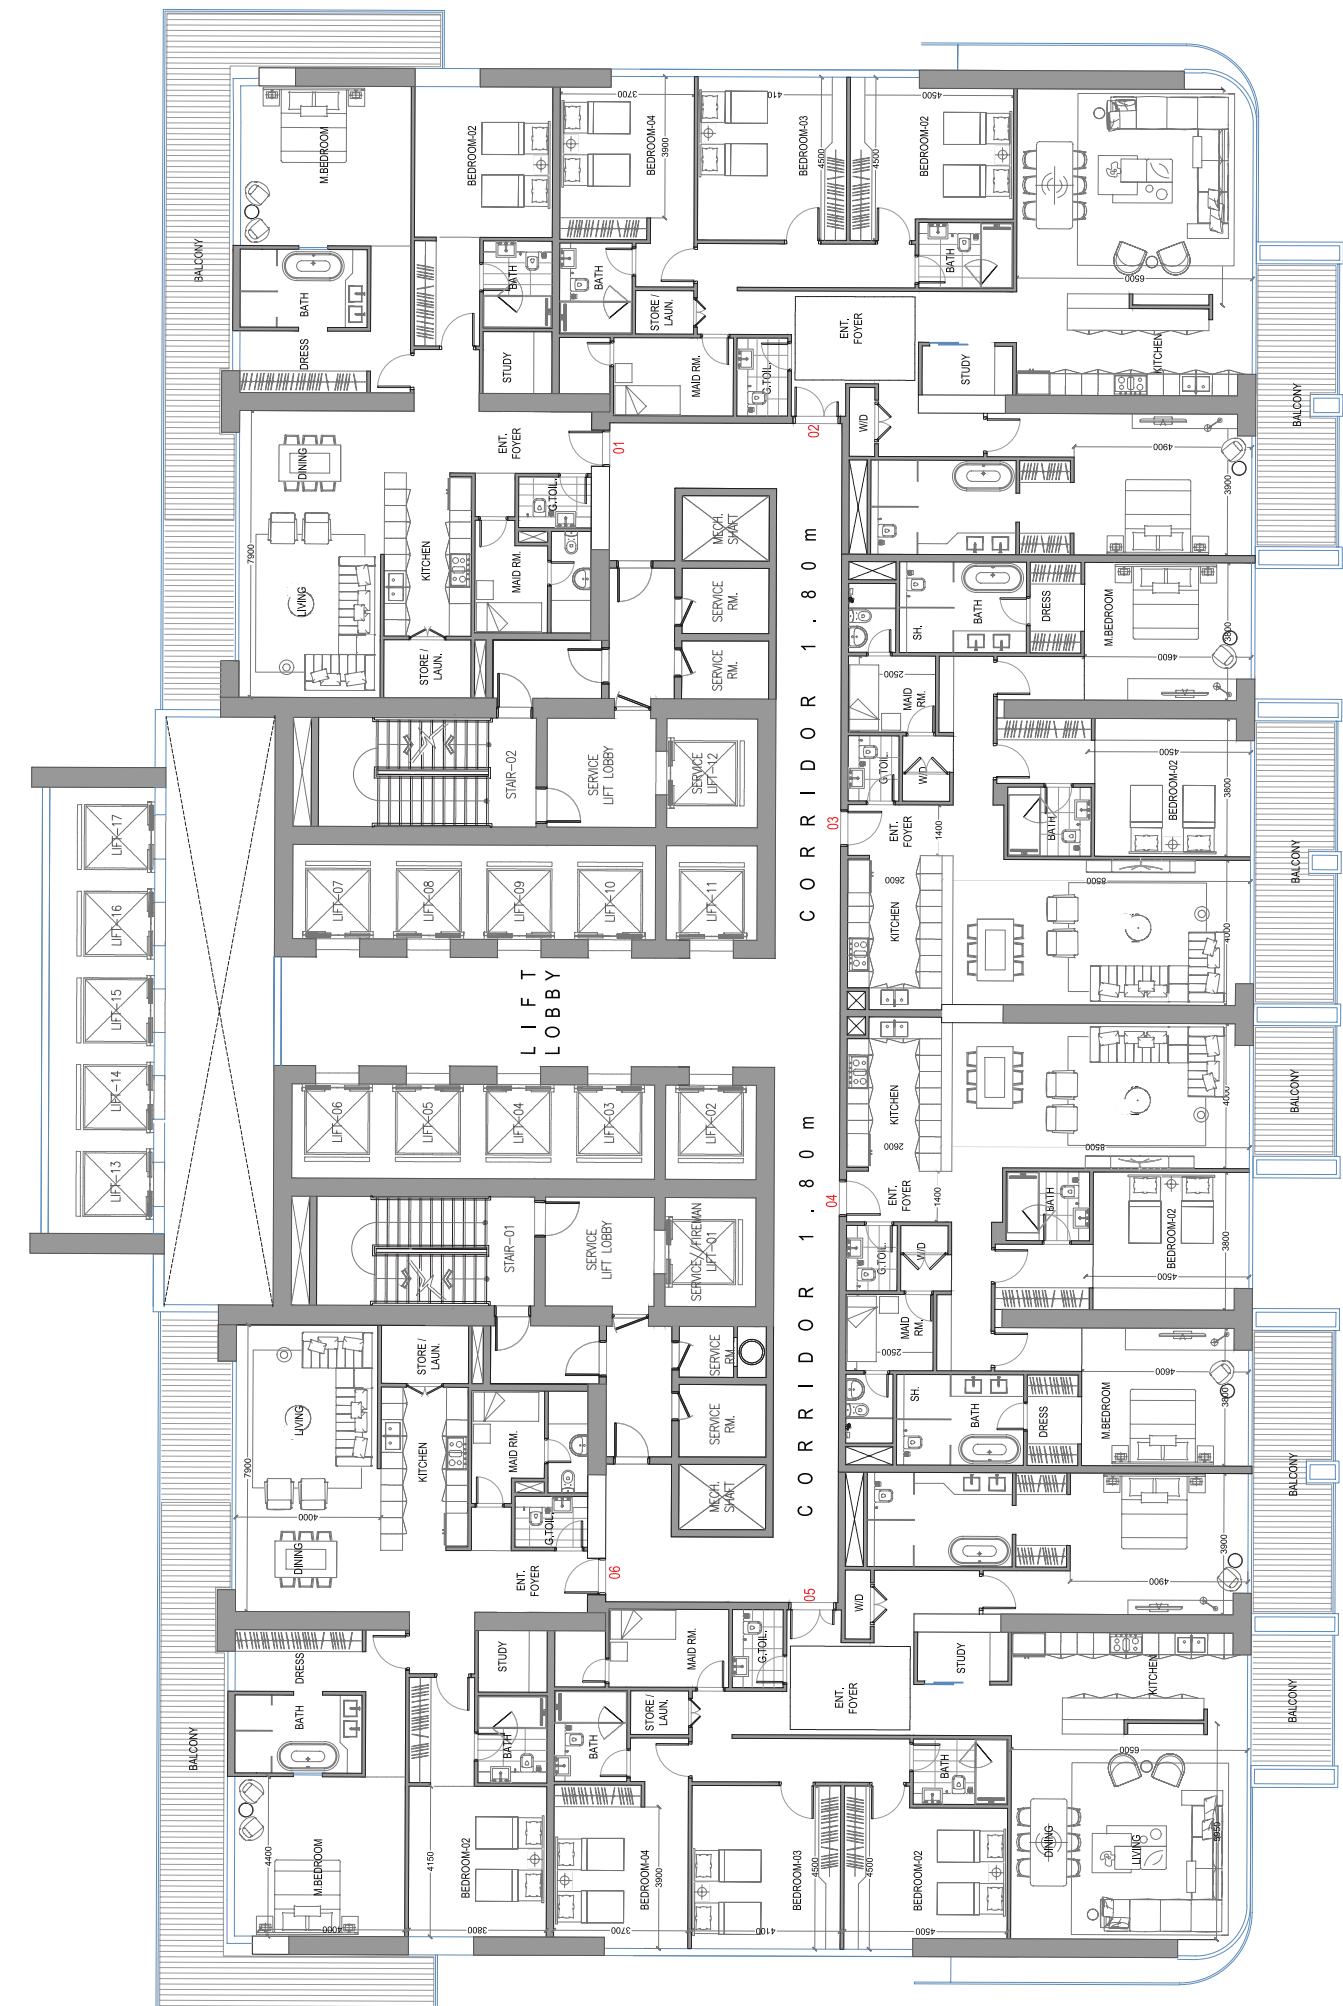 BALCONY
M.BEDROOM
BEDROOM-02
BEDROOM-04
BEDROOM-03
BEDROOM-02
3700
3900
410
4500
4500
4500
6500
BATH
DRESS
BATH
STUDY
BATH
STORE /
LAUN.
MAID RM.
G.TOIL.
ENT.
FOYER
BATH
STUDY
KITCHEN
BALCONY
DINING
LIVING
7900
KITCHEN
STORE /
LAUN.
MAID RM.
G.TOIL.
ENT.
FOYER
01
02
W/D
4900
3900
MECH.
SHAFT
SERVICE
RM.
SERVICE
RM.
CORRIDOR 1.80m
SH.
BATH
DRESS
M.BEDROOM
3800
4600
2500
MAID
RM.
G.TOIL.
W/D
STAIR-02
SERVICE
LIFT LOBBY
SERVICE
LIFT-12
03
ENT.
FOYER
1400
BATH
BEDROOM-02
4500
3800
BALCONY
LIFT-17
LIFT-16
LIFT-15
LIFT-14
LIFT-13
LIFT-07
LIFT-08
LIFT-09
LIFT-10
LIFT-11
2600
KITCHEN
8500
4000
LIFT
LOBBY
LIFT-06
LIFT-05
LIFT-04
LIFT-03
LIFT-02
KITCHEN
2600
8500
4000
BALCONY
CORRIDOR 1.80m
04
ENT.
FOYER
1400
BATH
BEDROOM-02
4500
3800
STAIR-01
SERVICE
LIFT LOBBY
SERVICE/FIREMAN
LIFT-01
G.TOIL.
W/D
MAID
RM.
2500
SH.
BATH
DRESS
M.BEDROOM
4600
3800
BALCONY
LIVING
7900
4000
DINING
STORE /
LAUN.
KITCHEN
MAID RM.
G.TOIL.
ENT.
FOYER
SERVICE
RM.
SERVICE
RM.
MECH.
SHAFT
06
05
W/D
3900
4900
BALCONY
DRESS
BATH
STUDY
BATH
BATH
MAID RM.
STORE /
LAUN.
G.TOIL.
ENT.
FOYER
STUDY
BATH
KITCHEN
BALCONY
6500
M.BEDROOM
4400
4000
4150
BEDROOM-02
3800
BEDROOM-04
3900
3700
BEDROOM-03
4500
4100
4500
BEDROOM-02
4500
DINING
LIVING
5950